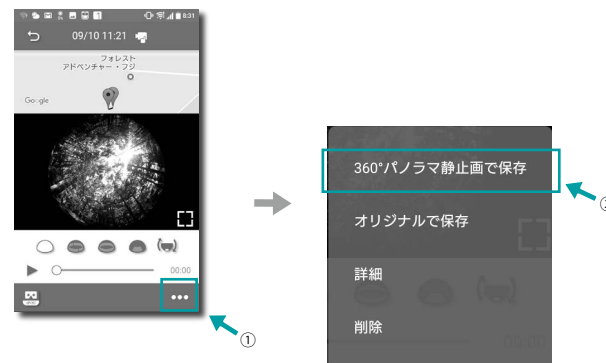 8:31
09/10 11:21
フォレスト
アドベンチャー・フジ
Google
00:00
①
360°パノラマ静止画で保存
オリジナルで保存
詳細
削除